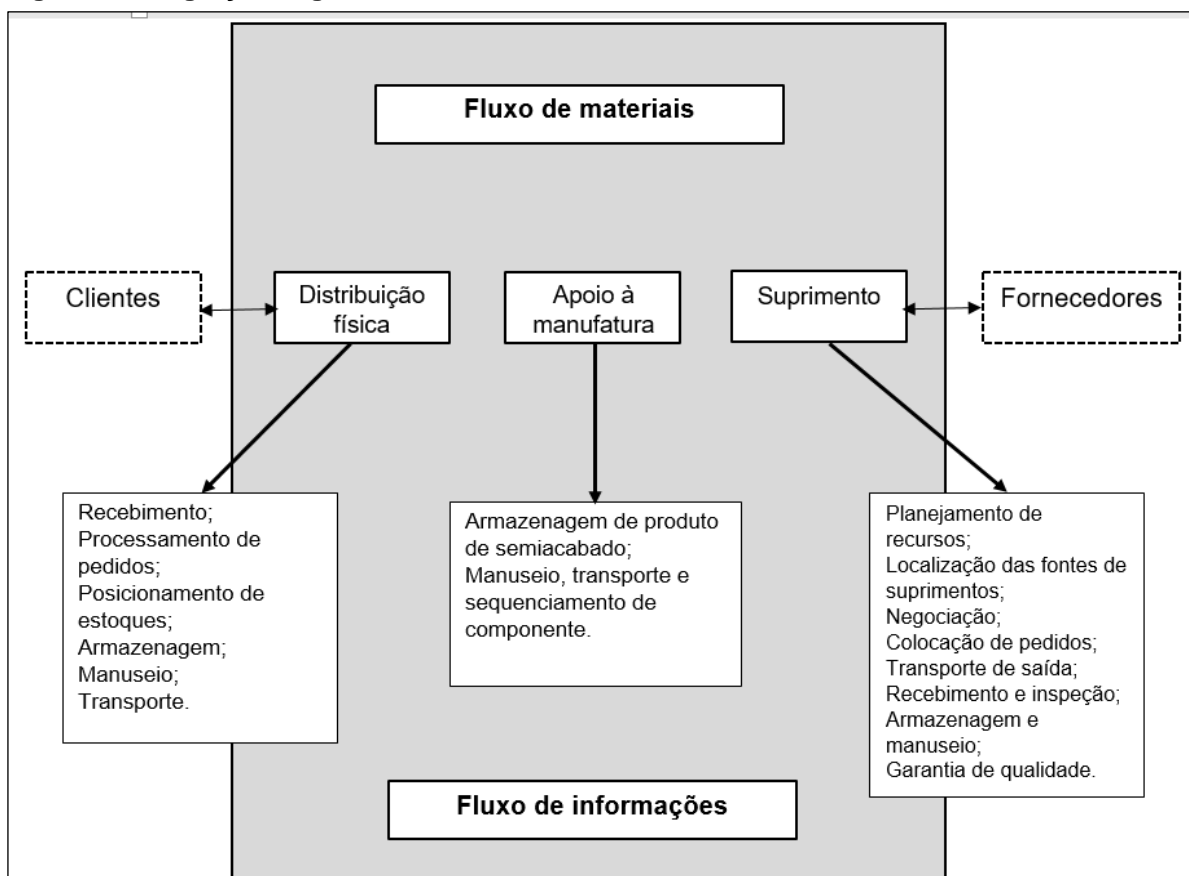 Fluxo de materiais
Clientes
Distribuição
física
Apoio à
manufatura
Suprimento
Fornecedores
Recebimento;
Processamento de
pedidos;
Posicionamento de
estoques;
Armazenagem;
Manuseio;
Transporte.
Armazenagem de produto
de semiacabado;
Manuseio, transporte e
sequenciamento de
componente.
Planejamento de
recursos;
Localização das fontes de
suprimentos;
Negociação;
Colocação de pedidos;
Transporte de saída;
Recebimento e inspeção;
Armazenagem e
manuseio;
Garantia de qualidade.
Fluxo de informações